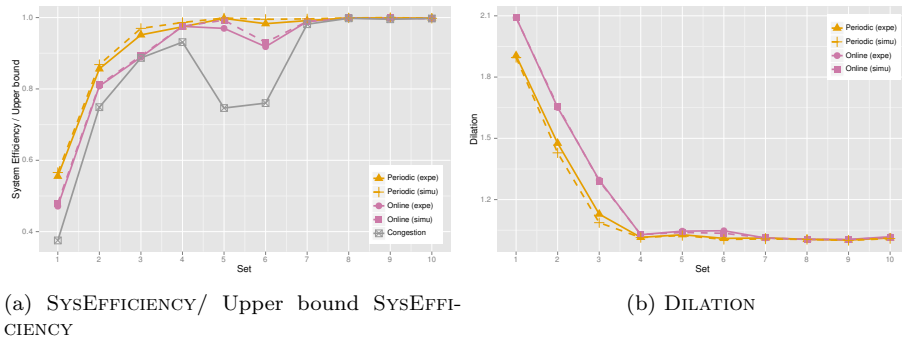 System Efficiency / Upper bound
1.0
0.8
0.6
0.4
1 2 3 4 5 6 7 8 9 10
Set
Periodic (expe)
Periodic (simu)
Online (expe)
Online (simu)
Congestion
Dilation
2.1
1.8
1.5
1.2
1 2 3 4 5 6 7 8 9 10
Set
Periodic (expe)
Periodic (simu)
Online (expe)
Online (simu)
(a) SYSEFFICIENCY/ Upper bound SYSEFFI-
CIENCY
(b) DILATION